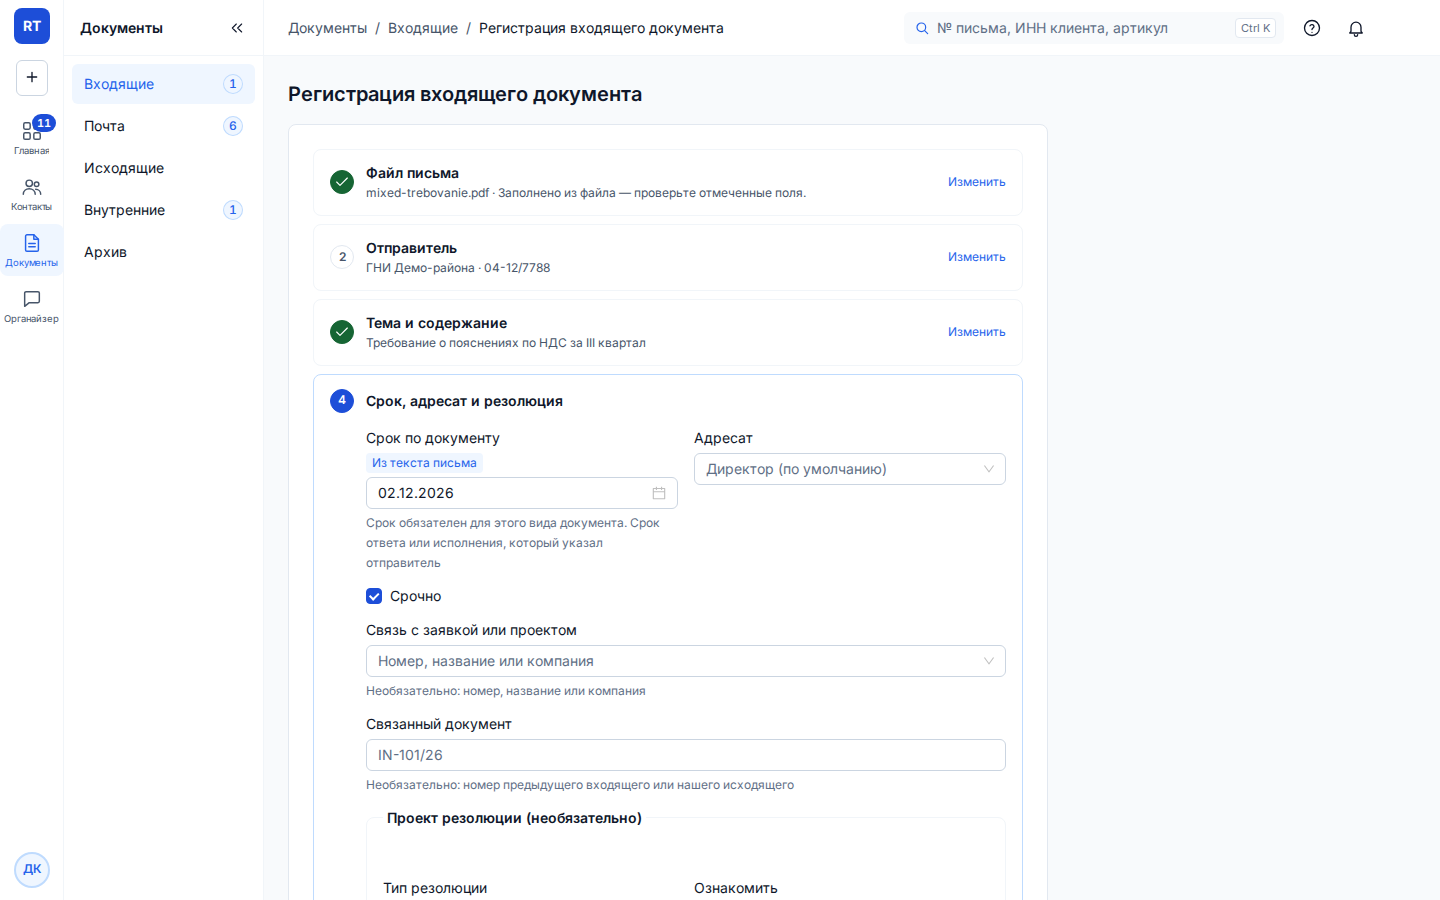 RT
Документы
Документы / Входящие / Регистрация входящего документа
№ письма, ИНН клиента, артикул
Ctrl K
11
Главная
Контакты
Документы
Органайзер
ДК
Входящие 1
Почта 6
Исходящие
Внутренние 1
Архив
Регистрация входящего документа
Файл письма
mixed-trebovanie.pdf · Заполнено из файла — проверьте отмеченные поля.
Изменить
2
Отправитель
ГНИ Демо-района · 04-12/7788
Изменить
Тема и содержание
Требование о пояснениях по НДС за III квартал
Изменить
4
Срок, адресат и резолюция
Срок по документу
Из текста письма
02.12.2026
Срок обязателен для этого вида документа. Срок
ответа или исполнения, который указал
отправитель
Адресат
Директор (по умолчанию)
Срочно
Связь с заявкой или проектом
Номер, название или компания
Необязательно: номер, название или компания
Связанный документ
IN-101/26
Необязательно: номер предыдущего входящего или нашего исходящего
Проект резолюции (необязательно)
Тип резолюции
Ознакомить